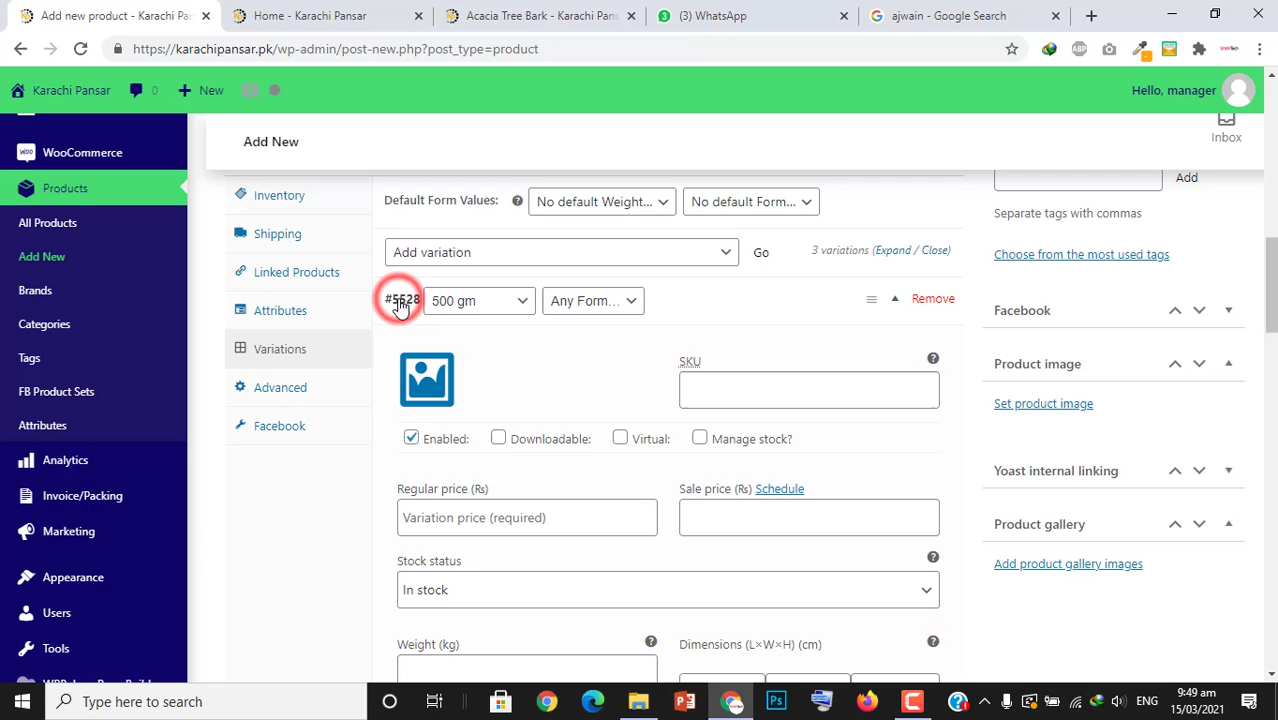 Add new product - Karachi Pan
Home - Karachi Pansar
Acacia Tree Bark - Karachi Pans
(3) WhatsApp
ajwain - Google Search
https://karachipansar.pk/wp-admin/post-new.php?post_type=product
ABP
Karachi Pansar
0
New
Hello, manager
Add New
Inbox
WooCommerce
Products
All Products
Add New
Brands
Categories
Tags
FB Product Sets
Attributes
Analytics
Invoice/Packing
Marketing
Appearance
Users
Tools
Inventory
Shipping
Linked Products
Attributes
Variations
Advanced
Facebook
Default Form Values:
No default Weight...
No default Form...
Add variation
Go
3 variations (Expand / Close)
#5528
500 gm
Any Form...
Remove
SKU
Enabled:
Downloadable:
Virtual:
Manage stock?
Regular price (₨)
Sale price (₨) Schedule
Variation price (required)
Stock status
In stock
Weight (kg)
Dimensions (L×W×H) (cm)
Add
Separate tags with commas
Choose from the most used tags
Facebook
Product image
Set product image
Yoast internal linking
Product gallery
Add product gallery images
Type here to search
ENG
9:49 am
15/03/2021